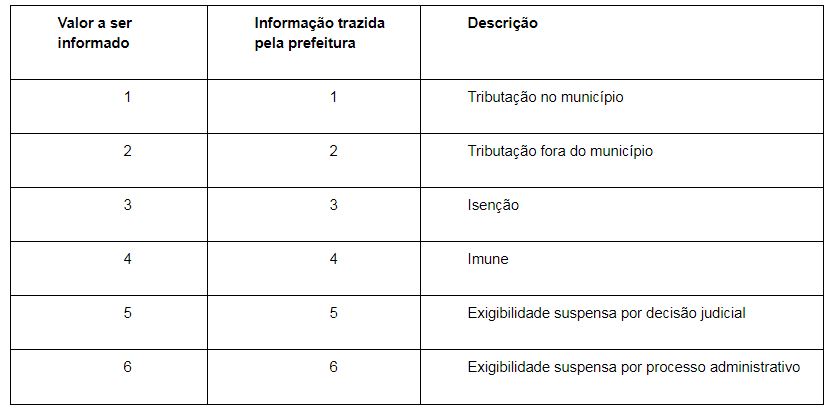 Valor a ser informado
Informação trazida pela prefeitura
Descrição
1 1 Tributação no município
2 2 Tributação fora do município
3 3 Isenção
4 4 Imune
5 5 Exigibilidade suspensa por decisão judicial
6 6 Exigibilidade suspensa por processo administrativo